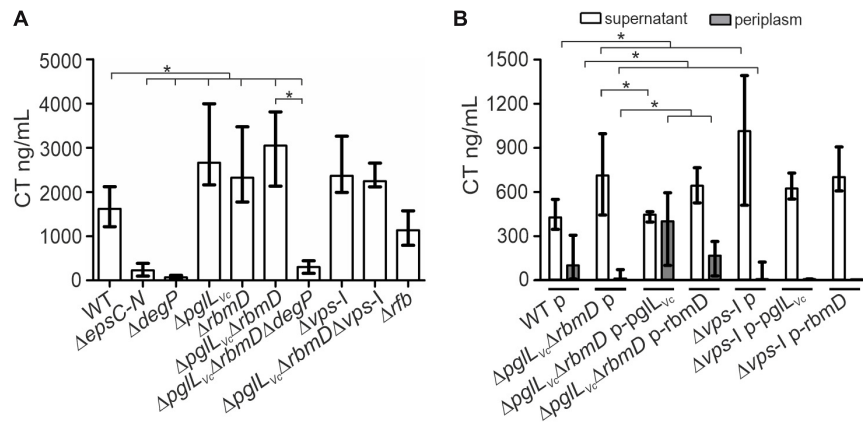 A
CT ng/mL
5000
4000
3000
2000
1000
0
*
*
WT
ΔepsC-N
ΔdegP
ΔpglLVc
ΔrbmD
ΔpglLVcΔrbmD
ΔpglLVcΔrbmDΔdegP
Δvps-I
ΔpglLVcΔrbmDΔvps-I
Δrfb
B
supernatant periplasm
CT ng/mL
1500
1200
900
600
300
0
*
*
*
*
WT p
ΔpglLVcΔrbmD p
ΔpglLVcΔrbmD p-pglLVc
ΔpglLVcΔrbmD p-rbmD
Δvps-I p
Δvps-I p-pglLVc
Δvps-I p-rbmD